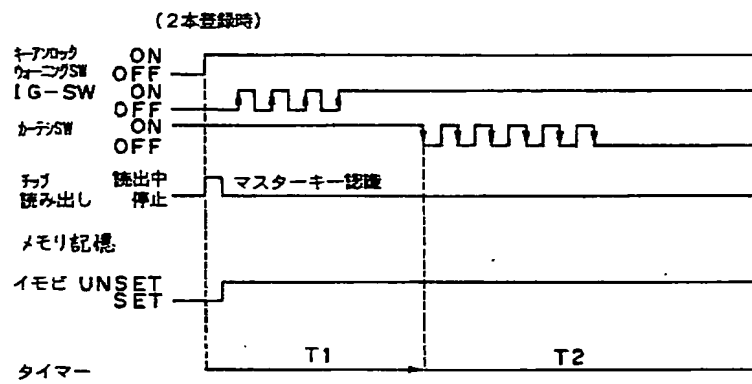 (2本登録時)
キーアンロック ON
ウォーニングSW OFF
IG-SW ON
OFF
カーテシSW ON
OFF
チップ 読出中 マスターキー認識
読み出し 停止
メモリ記憶
イモビ UNSET
SET
T1 T2
タイマー